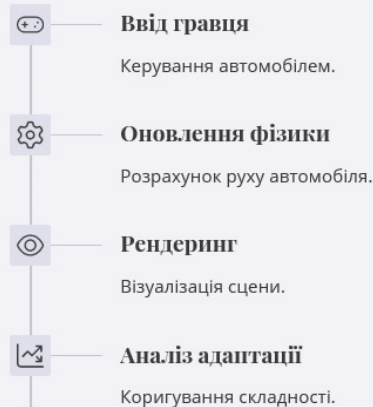 Ввід гравця
Керування автомобілем.
Оновлення фізики
Розрахунок руху автомобіля.
Рендеринг
Візуалізація сцени.
Аналіз адаптації
Коригування складності.